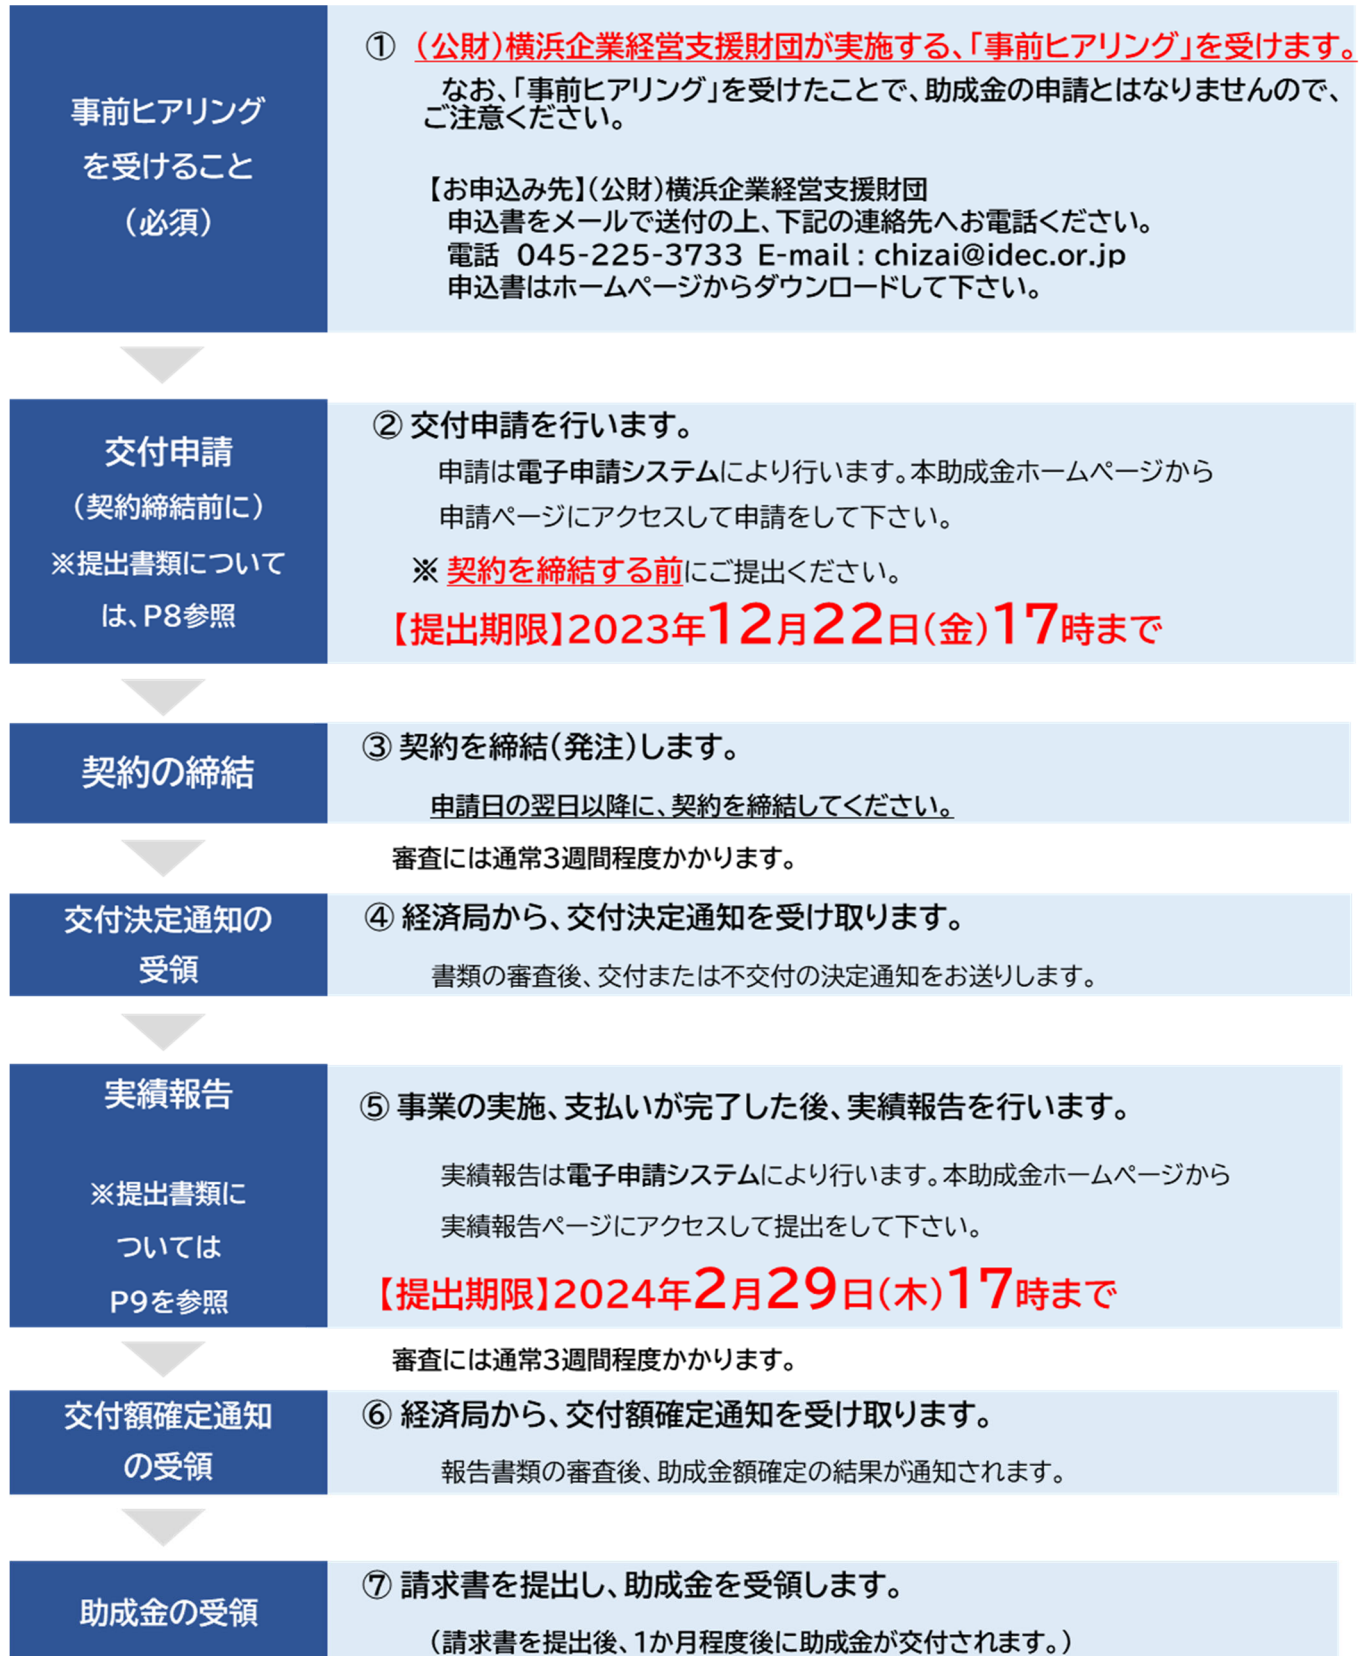 事前ヒアリング
を受けること
（必須）
① （公財）横浜企業経営支援財団が実施する、「事前ヒアリング」を受けます。
なお、「事前ヒアリング」を受けたことで、助成金の申請とはなりませんので、
ご注意ください。
【お申込み先】（公財）横浜企業経営支援財団
申込書をメールで送付の上、下記の連絡先へお電話ください。
電話 045-225-3733 E-mail：chizai@idec.or.jp
申込書はホームページからダウンロードして下さい。
交付申請
（契約締結前に）
※提出書類について
は、P8参照
② 交付申請を行います。
申請は電子申請システムにより行います。本助成金ホームページから
申請ページにアクセスして申請をして下さい。
※ 契約を締結する前にご提出ください。
【提出期限】2023年12月22日（金）17時まで
契約の締結
③ 契約を締結（発注）します。
申請日の翌日以降に、契約を締結してください。
審査には通常3週間程度かかります。
交付決定通知の
受領
④ 経済局から、交付決定通知を受け取ります。
書類の審査後、交付または不交付の決定通知をお送りします。
実績報告
※提出書類に
ついては
P9を参照
⑤ 事業の実施、支払いが完了した後、実績報告を行います。
実績報告は電子申請システムにより行います。本助成金ホームページから
実績報告ページにアクセスして提出をして下さい。
【提出期限】2024年2月29日（木）17時まで
審査には通常3週間程度かかります。
交付額確定通知
の受領
⑥ 経済局から、交付額確定通知を受け取ります。
報告書類の審査後、助成金額確定の結果が通知されます。
助成金の受領
⑦ 請求書を提出し、助成金を受領します。
（請求書を提出後、1か月程度後に助成金が交付されます。）